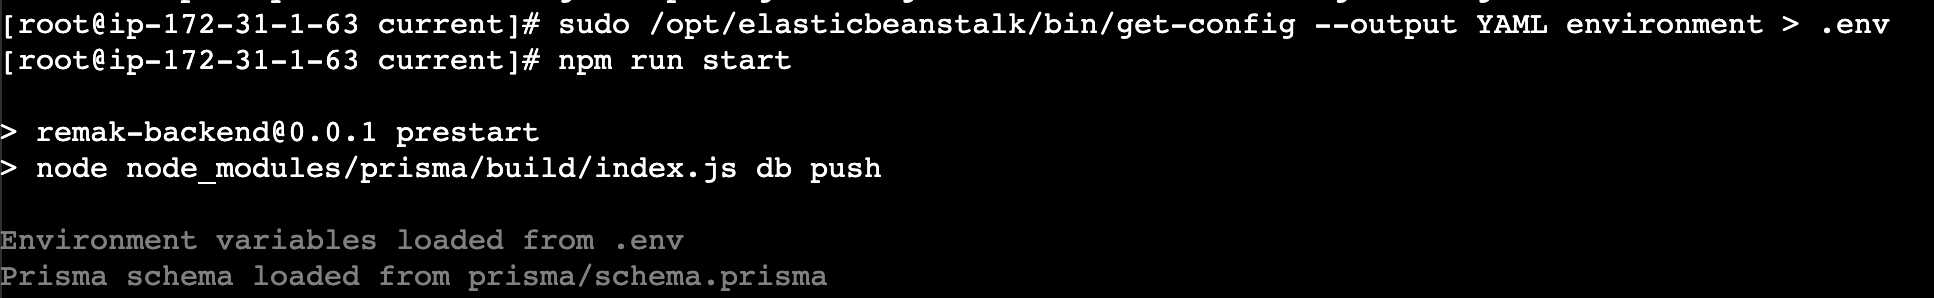 [root@ip-172-31-1-63 current]# sudo /opt/elasticbeanstalk/bin/get-config --output YAML environment > .env
[root@ip-172-31-1-63 current]# npm run start
> remak-backend@0.0.1 prestart
> node node_modules/prisma/build/index.js db push
Environment variables loaded from .env
Prisma schema loaded from prisma/schema.prisma